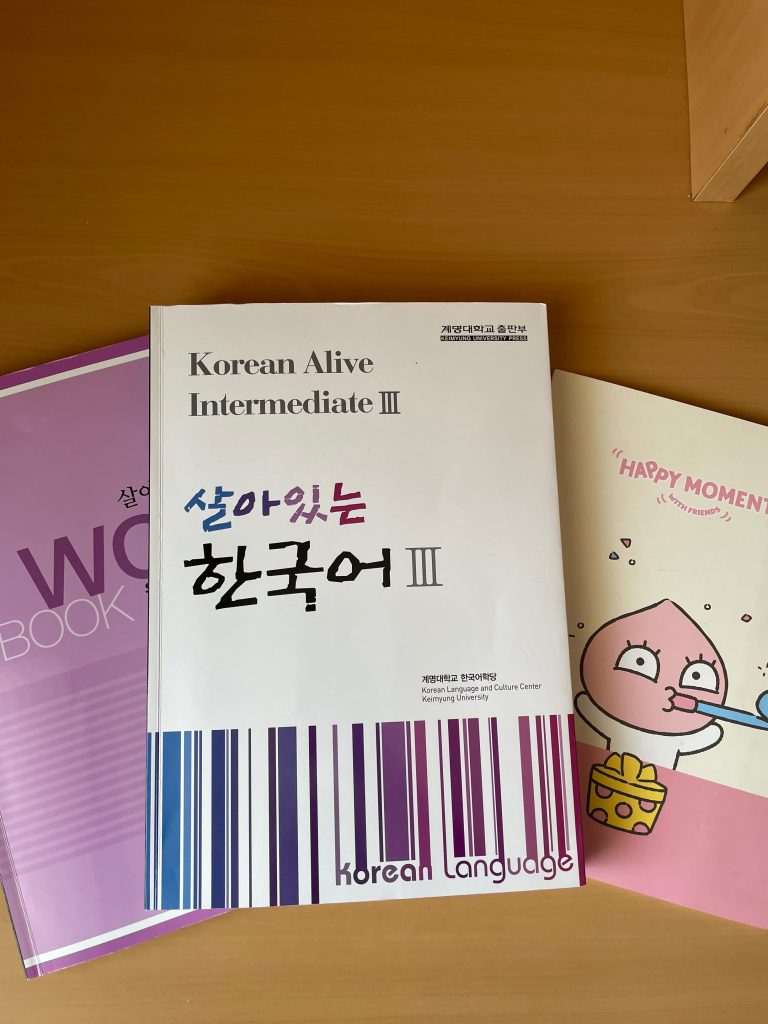 계명대학교 출판부
KEIMYUNG UNIVERSITY PRESS
Korean Alive
Intermediate Ⅲ
살아있는
한국어 Ⅲ
계명대학교 한국어학당
Korean Language and Culture Center
Keimyung University
Korean Language
BOOK
HAPPY MOMENT
WITH FRIENDS